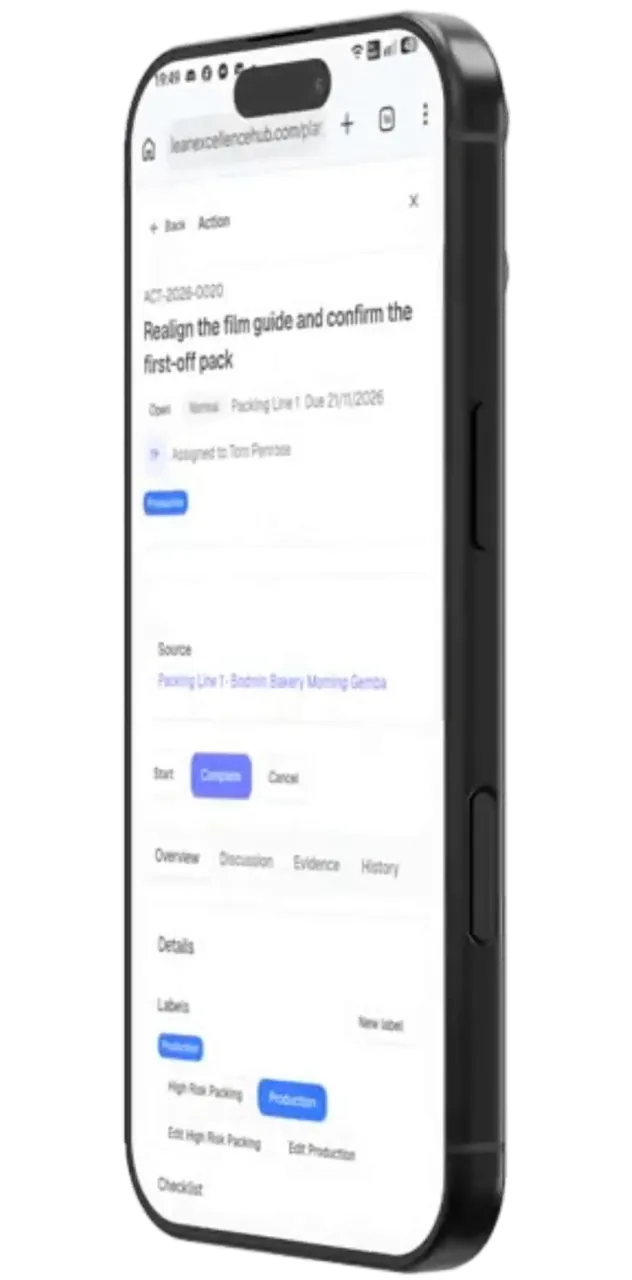 19:49
leanexcellencehub.com/plar
Back Action
X
ACT-2026-0020
Realign the film guide and confirm the
first-off pack
Open Normal Packing Line 1 Due 21/11/2026
TP Assigned to Tom Penrose
Production
Source
Packing Line 1 - Bodmin Bakery Morning Gemba
Start Complete Cancel
Overview Discussion Evidence History
Details
Labels New label
Production
High Risk Packing Production
Edit High Risk Packing Edit Production
Checklist